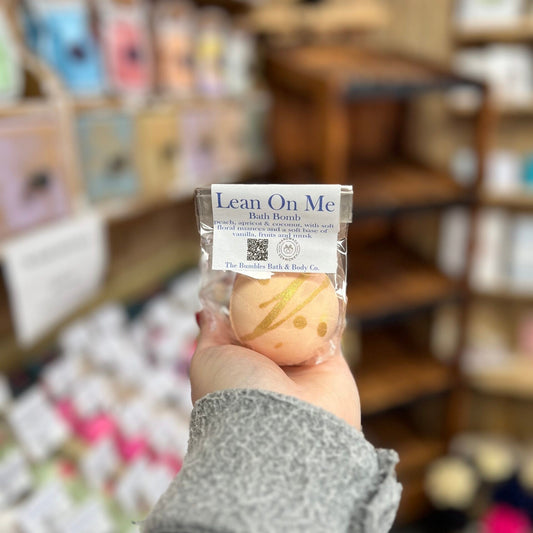 Lean On Me
Bath Bomb
peach, apricot & coconut, with soft
floral nuances and a soft base of
vanilla, fruits and musk
The Bumbles Bath & Body Co.